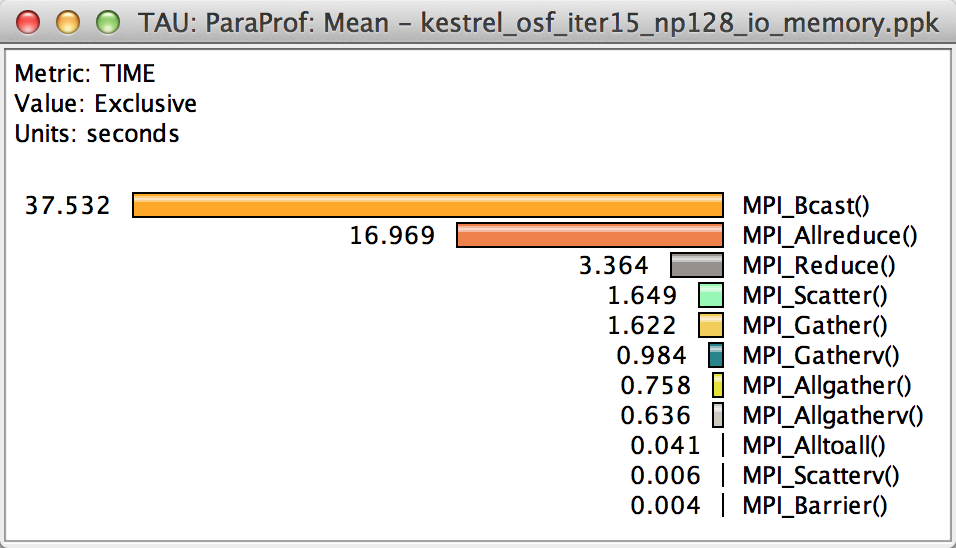 TAU: ParaProf: Mean – kestrel_osf_iter15_np128_io_memory.ppk
Metric: TIME
Value: Exclusive
Units: seconds
37.532 MPI_Bcast()
16.969 MPI_Allreduce()
3.364 MPI_Reduce()
1.649 MPI_Scatter()
1.622 MPI_Gather()
0.984 MPI_Gatherv()
0.758 MPI_Allgather()
0.636 MPI_Allgatherv()
0.041 MPI_Alltoall()
0.006 MPI_Scatterv()
0.004 MPI_Barrier()